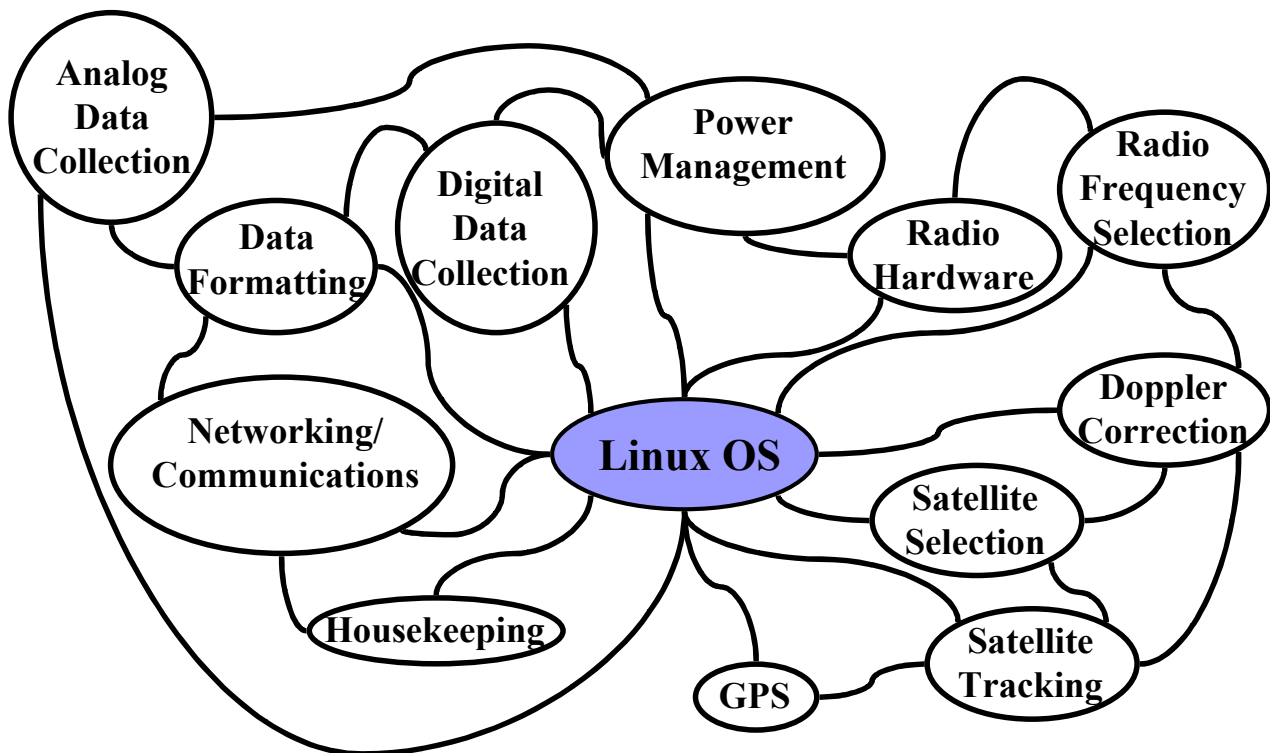 Analog
Data
Collection
Power
Management
Radio
Frequency
Selection
Digital
Data
Collection
Data
Formatting
Radio
Hardware
Doppler
Correction
Networking/
Communications
Linux OS
Satellite
Selection
Housekeeping
Satellite
Tracking
GPS